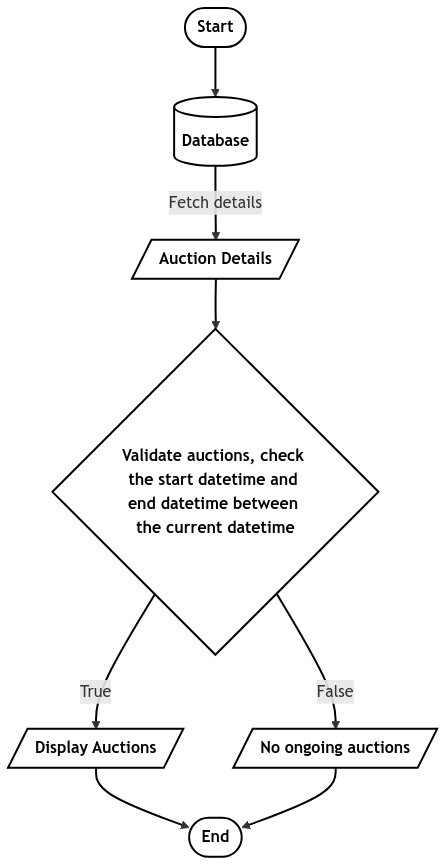 Start
Database
Fetch details
Auction Details
Validate auctions, check
the start datetime and
end datetime between
the current datetime
True
False
Display Auctions
No ongoing auctions
End